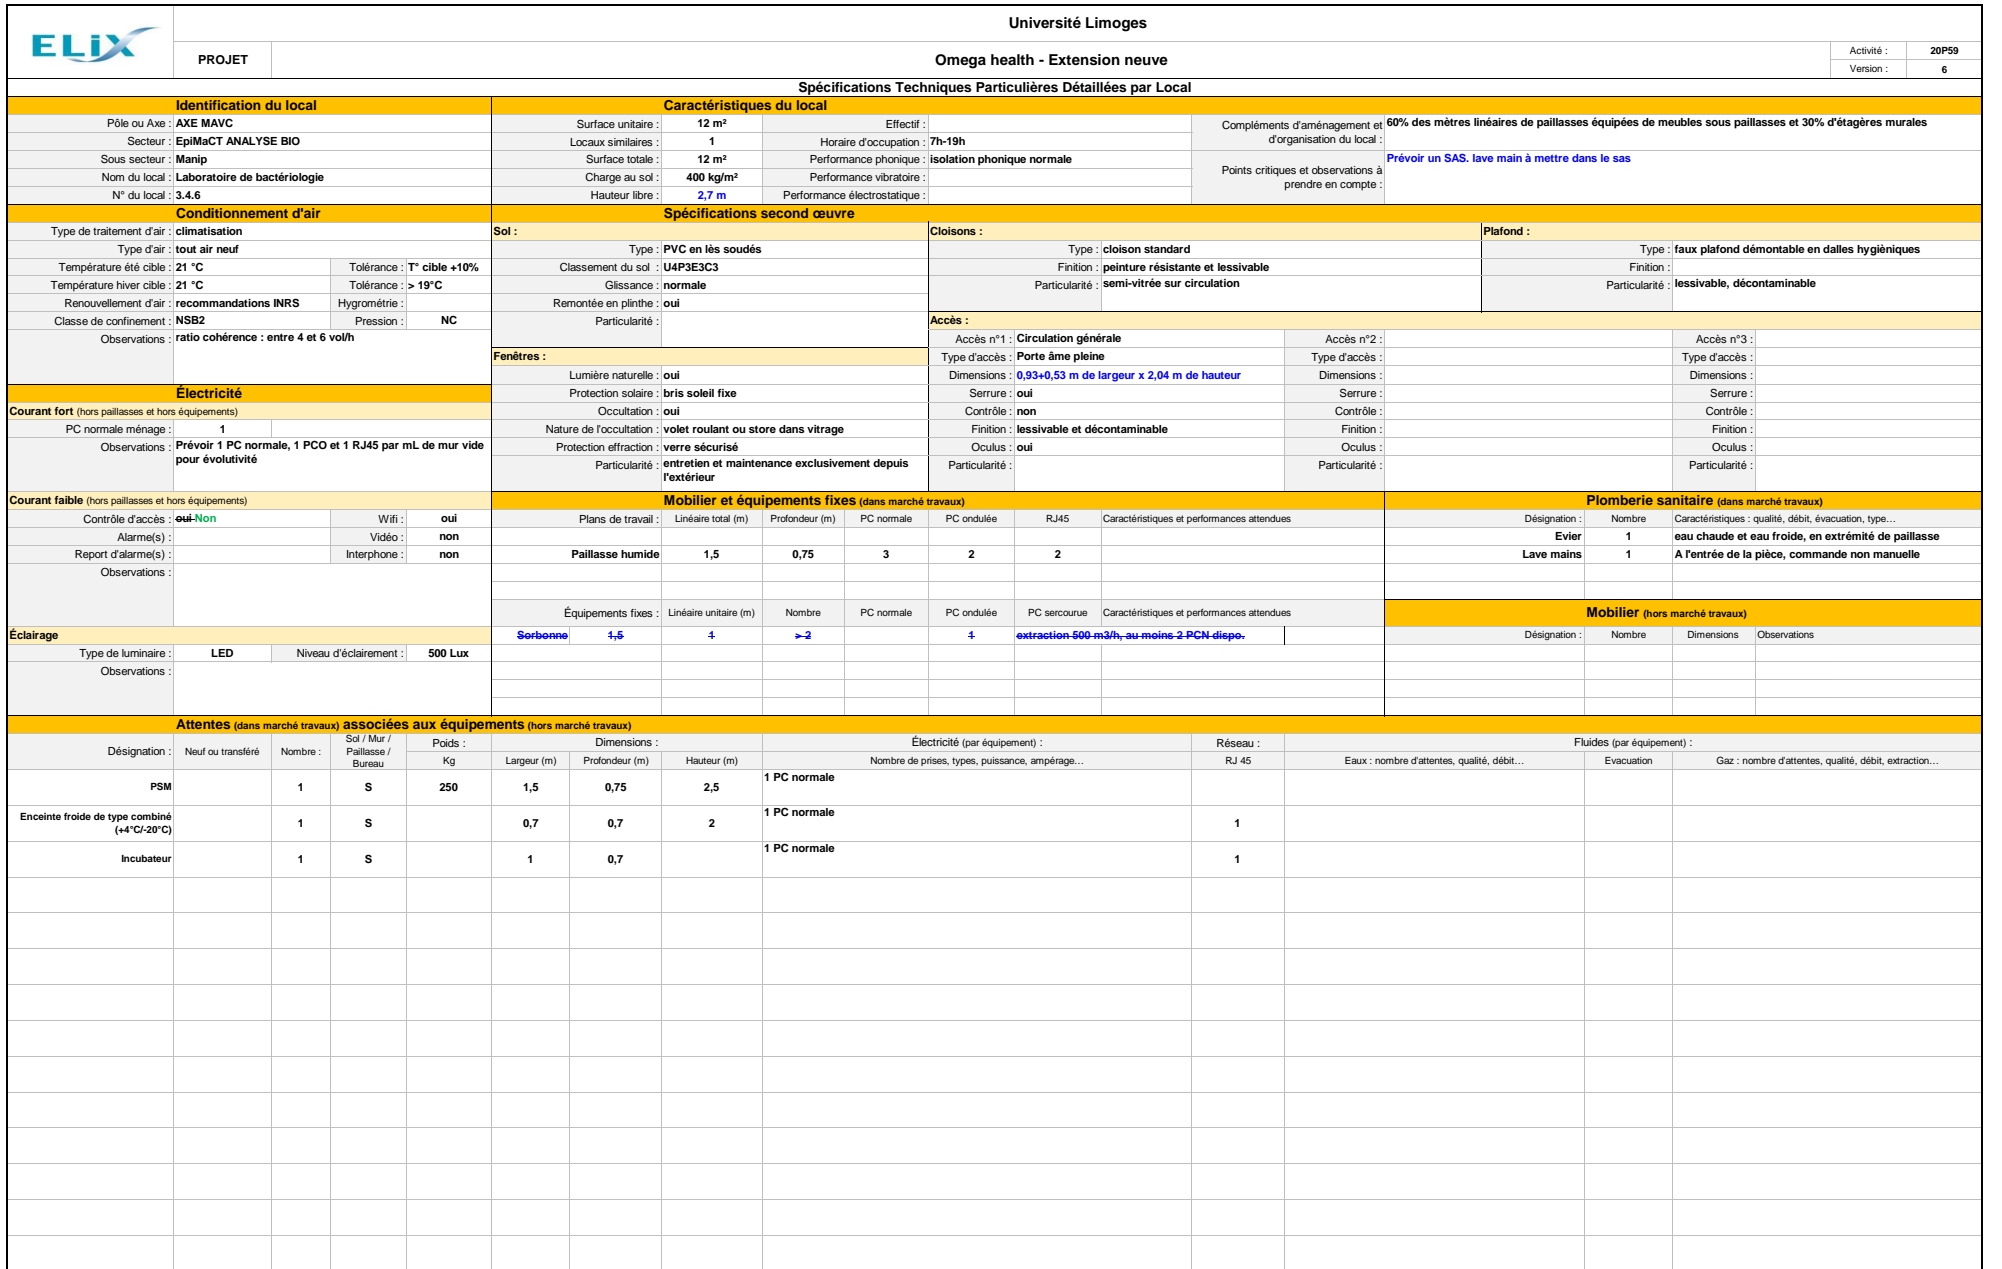 ELiX
Université Limoges
PROJET
Omega health - Extension neuve
Activité : 20P59
Version : 6
Spécifications Techniques Particulières Détaillées par Local
Identification du local
Pôle ou Axe : AXE MAVC
Secteur : EpiMaCT ANALYSE BIO
Sous secteur : Manip
Nom du local : Laboratoire de bactériologie
N° du local : 3.4.6
Caractéristiques du local
Surface unitaire : 12 m² Effectif :
Locaux similaires : 1 Horaire d'occupation : 7h-19h
Surface totale : 12 m² Performance phonique : isolation phonique normale
Charge au sol : 400 kg/m² Performance vibratoire :
Hauteur libre : 2,7 m Performance électrostatique :
Compléments d'aménagement et d'organisation du local : 60% des mètres linéaires de paillasses équipées de meubles sous paillasses et 30% d'étagères murales
Points critiques et observations à prendre en compte : Prévoir un SAS. lave main à mettre dans le sas
Conditionnement d'air
Type de traitement d'air : climatisation
Type d'air : tout air neuf
Température été cible : 21 °C Tolérance : T° cible +10%
Température hiver cible : 21 °C Tolérance : > 19°C
Renouvellement d'air : recommandations INRS Hygrométrie :
Classe de confinement : NSB2 Pression : NC
Observations : ratio cohérence : entre 4 et 6 vol/h
Spécifications second œuvre
Sol :
Type : PVC en lès soudés
Classement du sol : U4P3E3C3
Glissance : normale
Remontée en plinthe : oui
Particularité :
Cloisons :
Type : cloison standard
Finition : peinture résistante et lessivable
Particularité : semi-vitrée sur circulation
Plafond :
Type : faux plafond démontable en dalles hygièniques
Finition :
Particularité : lessivable, décontaminable
Fenêtres :
Lumière naturelle : oui
Protection solaire : bris soleil fixe
Occultation : oui
Nature de l'occultation : volet roulant ou store dans vitrage
Protection effraction : verre sécurisé
Particularité : entretien et maintenance exclusivement depuis
l'extérieur
Accès :
Accès n°1 : Circulation générale Accès n°2 : Accès n°3 :
Type d'accès : Porte âme pleine Type d'accès : Type d'accès :
Dimensions : 0,93+0,53 m de largeur x 2,04 m de hauteur Dimensions : Dimensions :
Serrure : oui Serrure : Serrure :
Contrôle : non Contrôle : Contrôle :
Finition : lessivable et décontaminable Finition : Finition :
Oculus : oui Oculus : Oculus :
Particularité : Particularité : Particularité :
Électricité
Courant fort (hors paillasses et hors équipements)
PC normale ménage : 1
Observations : Prévoir 1 PC normale, 1 PCO et 1 RJ45 par mL de mur vide
pour évolutivité
Courant faible (hors paillasses et hors équipements)
Contrôle d'accès : oui Non Wifi : oui
Alarme(s) : Vidéo : non
Report d'alarme(s) : Interphone : non
Observations :
Éclairage
Type de luminaire : LED Niveau d'éclairement : 500 Lux
Observations :
Mobilier et équipements fixes (dans marché travaux)
Plans de travail : Linéaire total (m) Profondeur (m) PC normale PC ondulée RJ45 Caractéristiques et performances attendues
Paillasse humide 1,5 0,75 3 2 2
Équipements fixes : Linéaire unitaire (m) Nombre PC normale PC ondulée PC sercourue Caractéristiques et performances attendues
Sorbonne 1,5 1 > 2 1 extraction 500 m3/h, au moins 2 PCN dispo.
Plomberie sanitaire (dans marché travaux)
Désignation : Nombre Caractéristiques : qualité, débit, évacuation, type…
Evier 1 eau chaude et eau froide, en extrémité de paillasse
Lave mains 1 A l'entrée de la pièce, commande non manuelle
Mobilier (hors marché travaux)
Désignation : Nombre Dimensions Observations
Attentes (dans marché travaux) associées aux équipements (hors marché travaux)
Désignation : Neuf ou transféré Nombre : Sol / Mur / Paillasse / Bureau Poids : Dimensions : Électricité (par équipement) : Réseau : Fluides (par équipement) :
Kg Largeur (m) Profondeur (m) Hauteur (m) Nombre de prises, types, puissance, ampérage… RJ 45 Eaux : nombre d'attentes, qualité, débit… Evacuation Gaz : nombre d'attentes, qualité, débit, extraction…
PSM 1 S 250 1,5 0,75 2,5 1 PC normale
Enceinte froide de type combiné
(+4°C/-20°C) 1 S 0,7 0,7 2 1 PC normale 1
Incubateur 1 S 1 0,7 1 PC normale 1